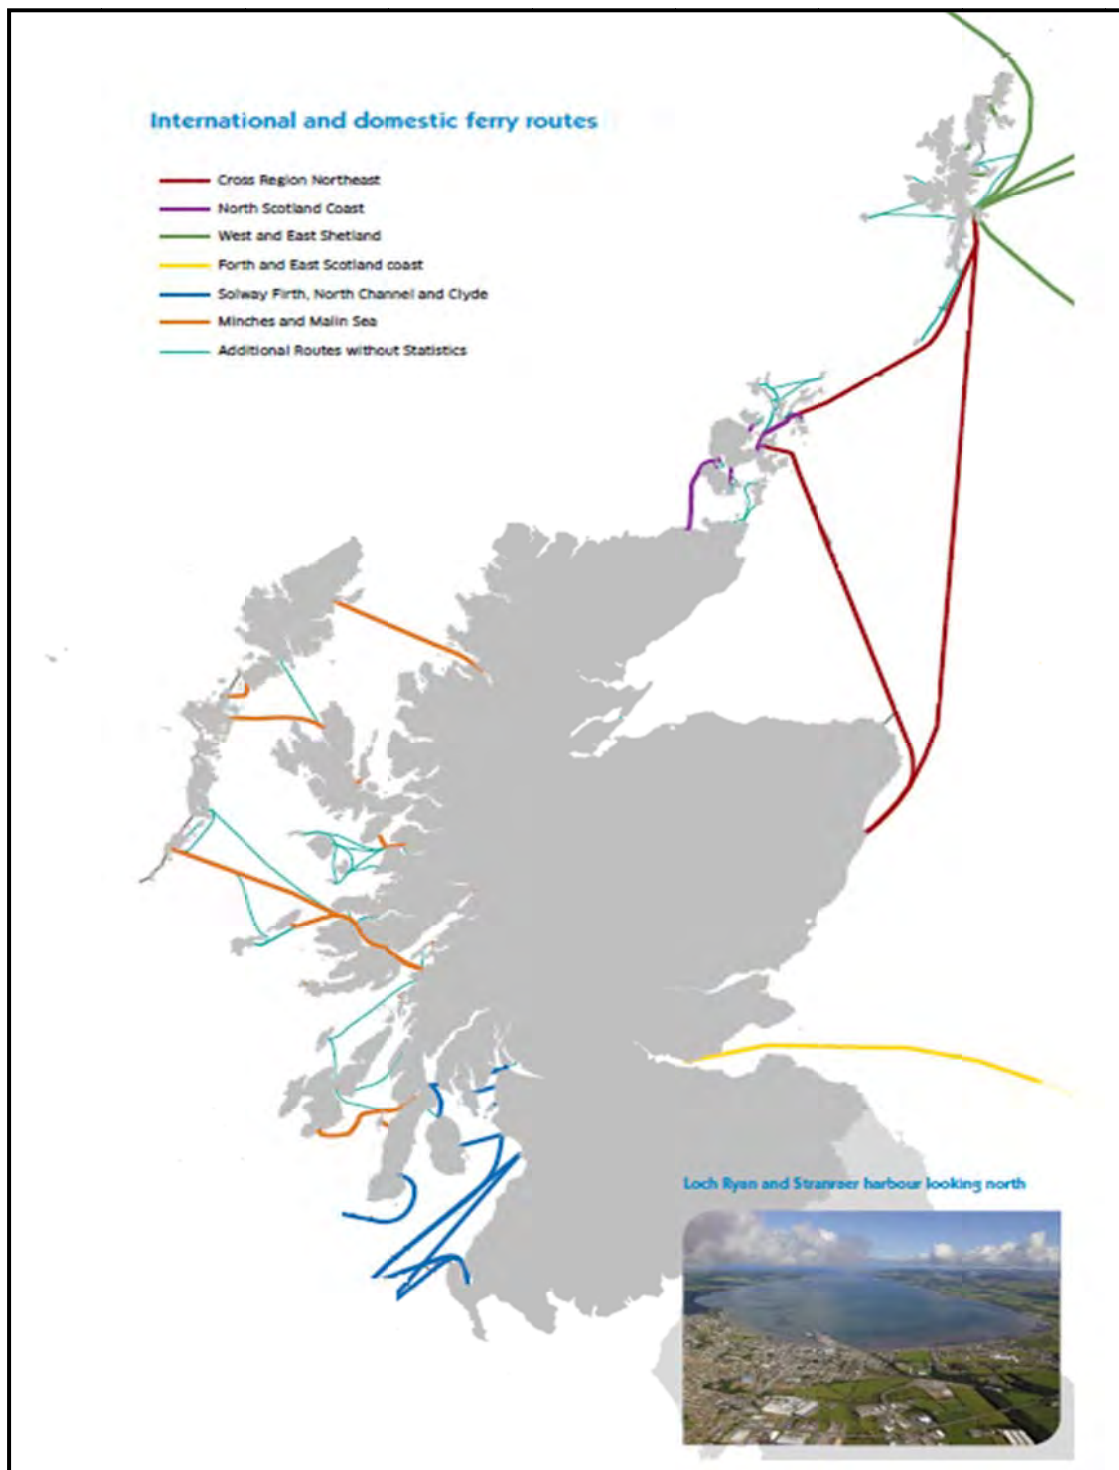 International and domestic ferry routes
Cross Region Northeast
North Scotland Coast
West and East Shetland
Forth and East Scotland coast
Solway Firth, North Channel and Clyde
Minches and Malin Sea
Additional Routes without Statistics
Loch Ryan and Stranraer harbour looking north